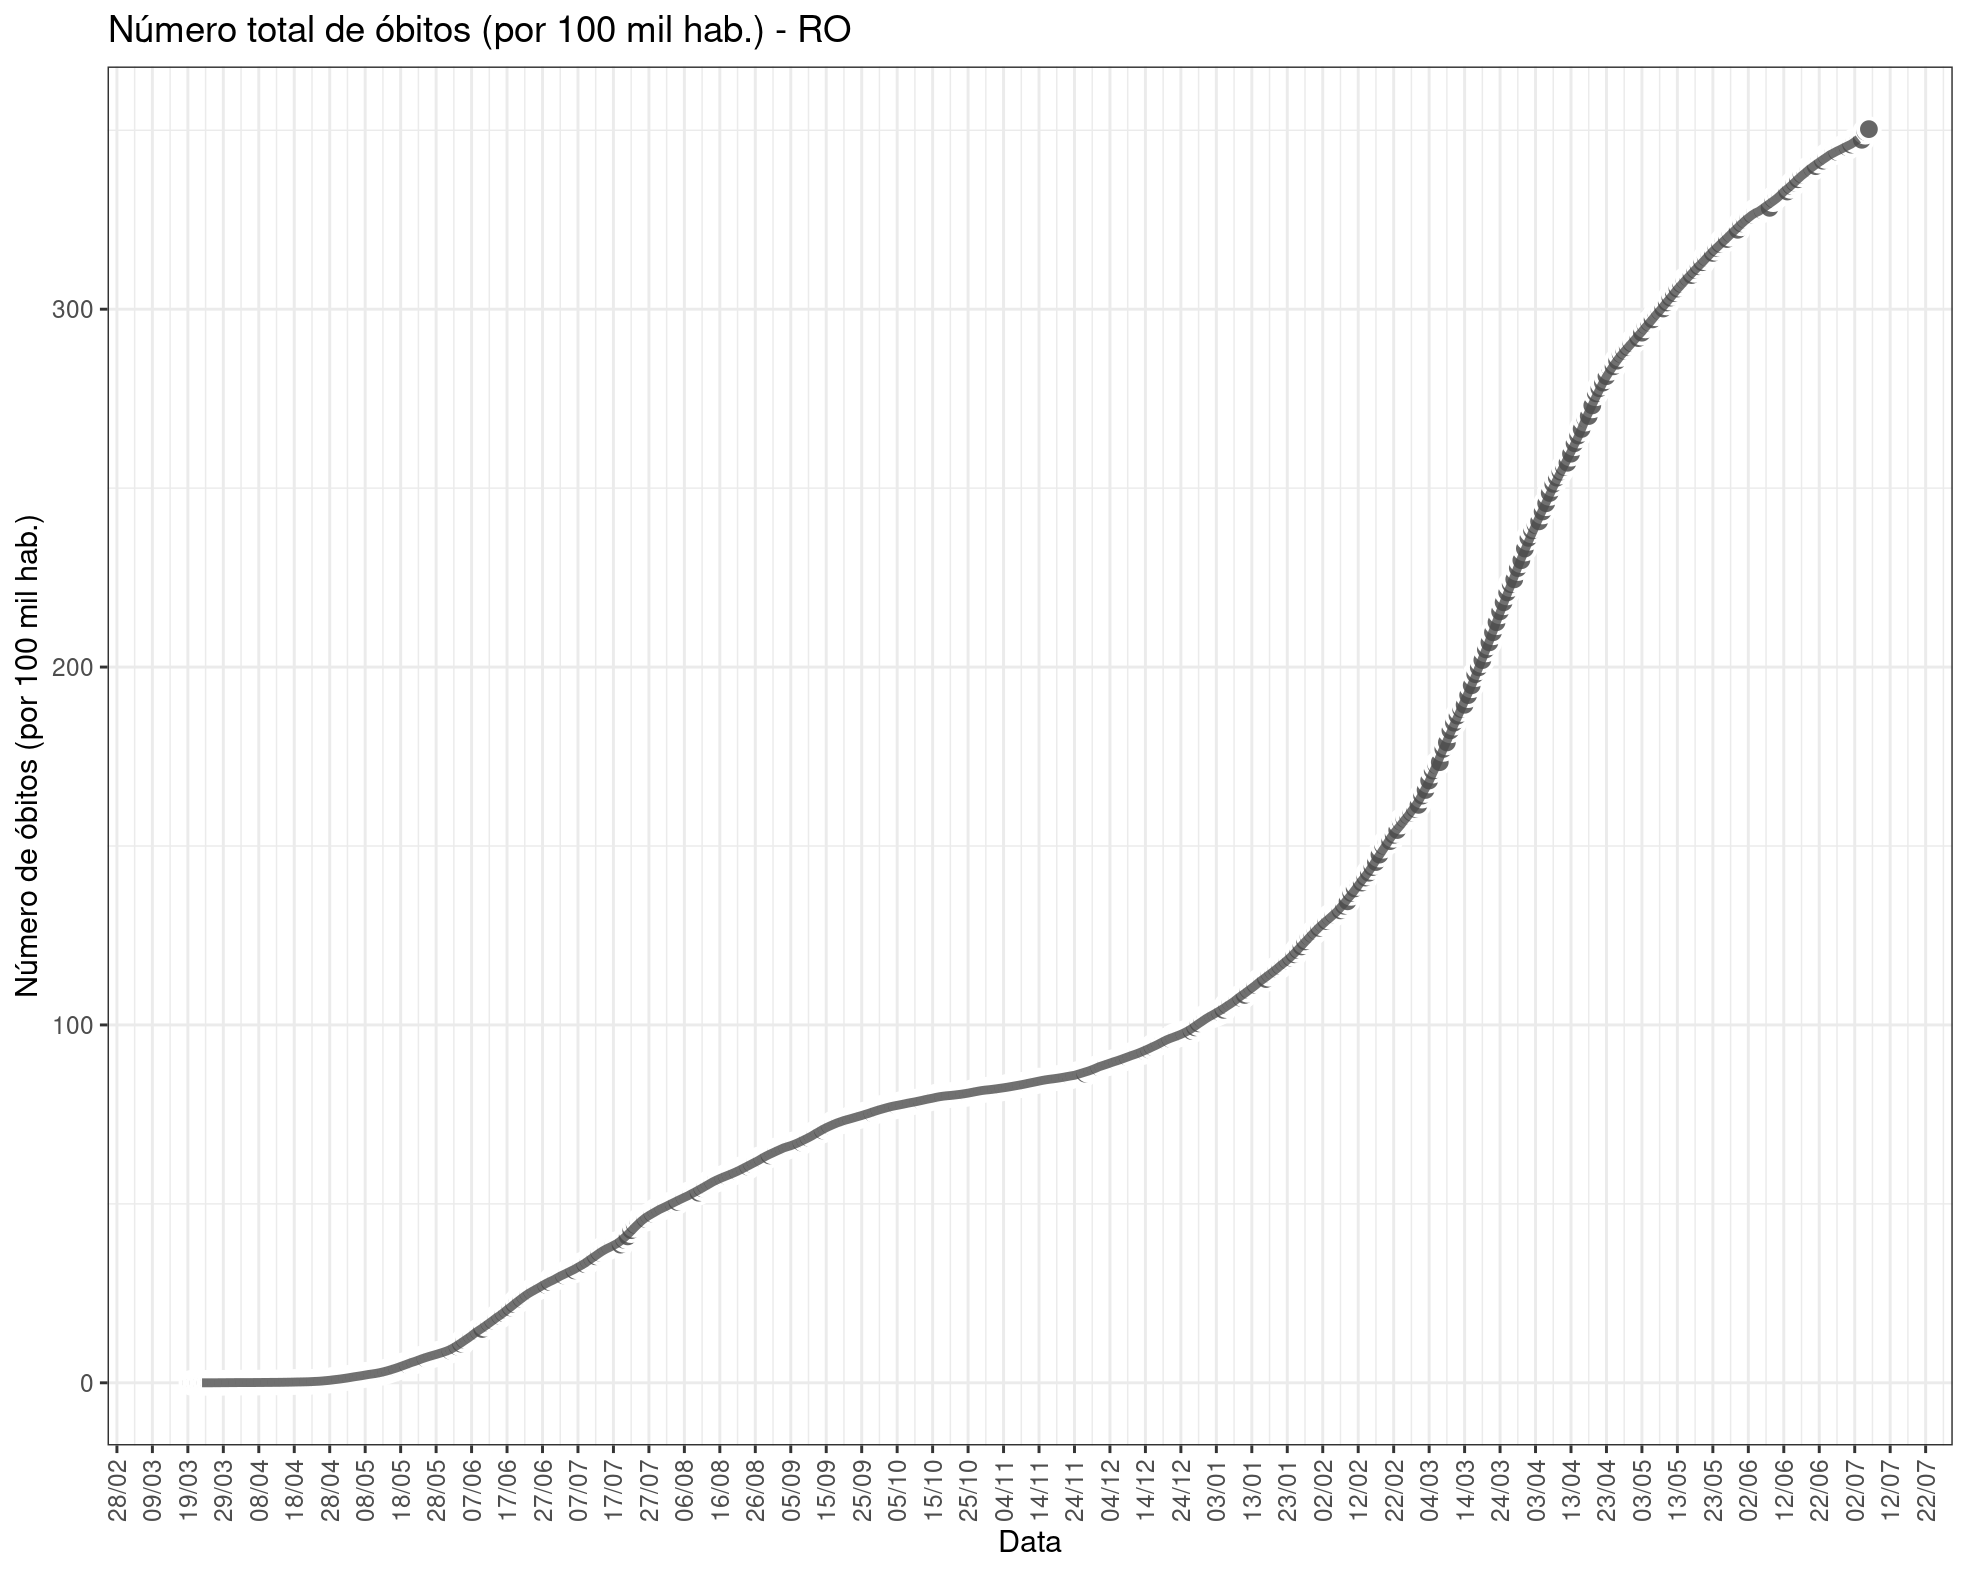 Número total de óbitos (por 100 mil hab.) - RO
Número de óbitos (por 100 mil hab.)
300
200
100
0
28/02 09/03 19/03 29/03 08/04 18/04 28/04 08/05 18/05 28/05 07/06 17/06 27/06 07/07 17/07 27/07 06/08 16/08 26/08 05/09 15/09 25/09 05/10 15/10 25/10 04/11 14/11 24/11 04/12 14/12 24/12 03/01 13/01 23/01 02/02 12/02 22/02 04/03 14/03 24/03 03/04 13/04 23/04 03/05 13/05 23/05 02/06 12/06 22/06 02/07 12/07 22/07
Data